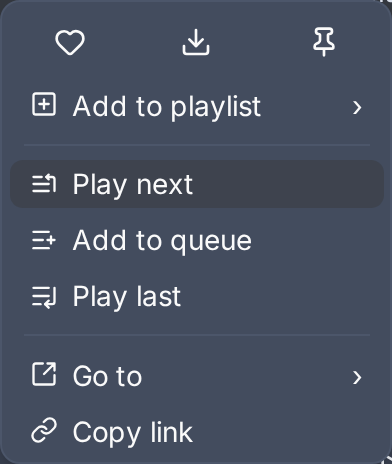 Add to playlist
Play next
Add to queue
Play last
Go to
Copy link